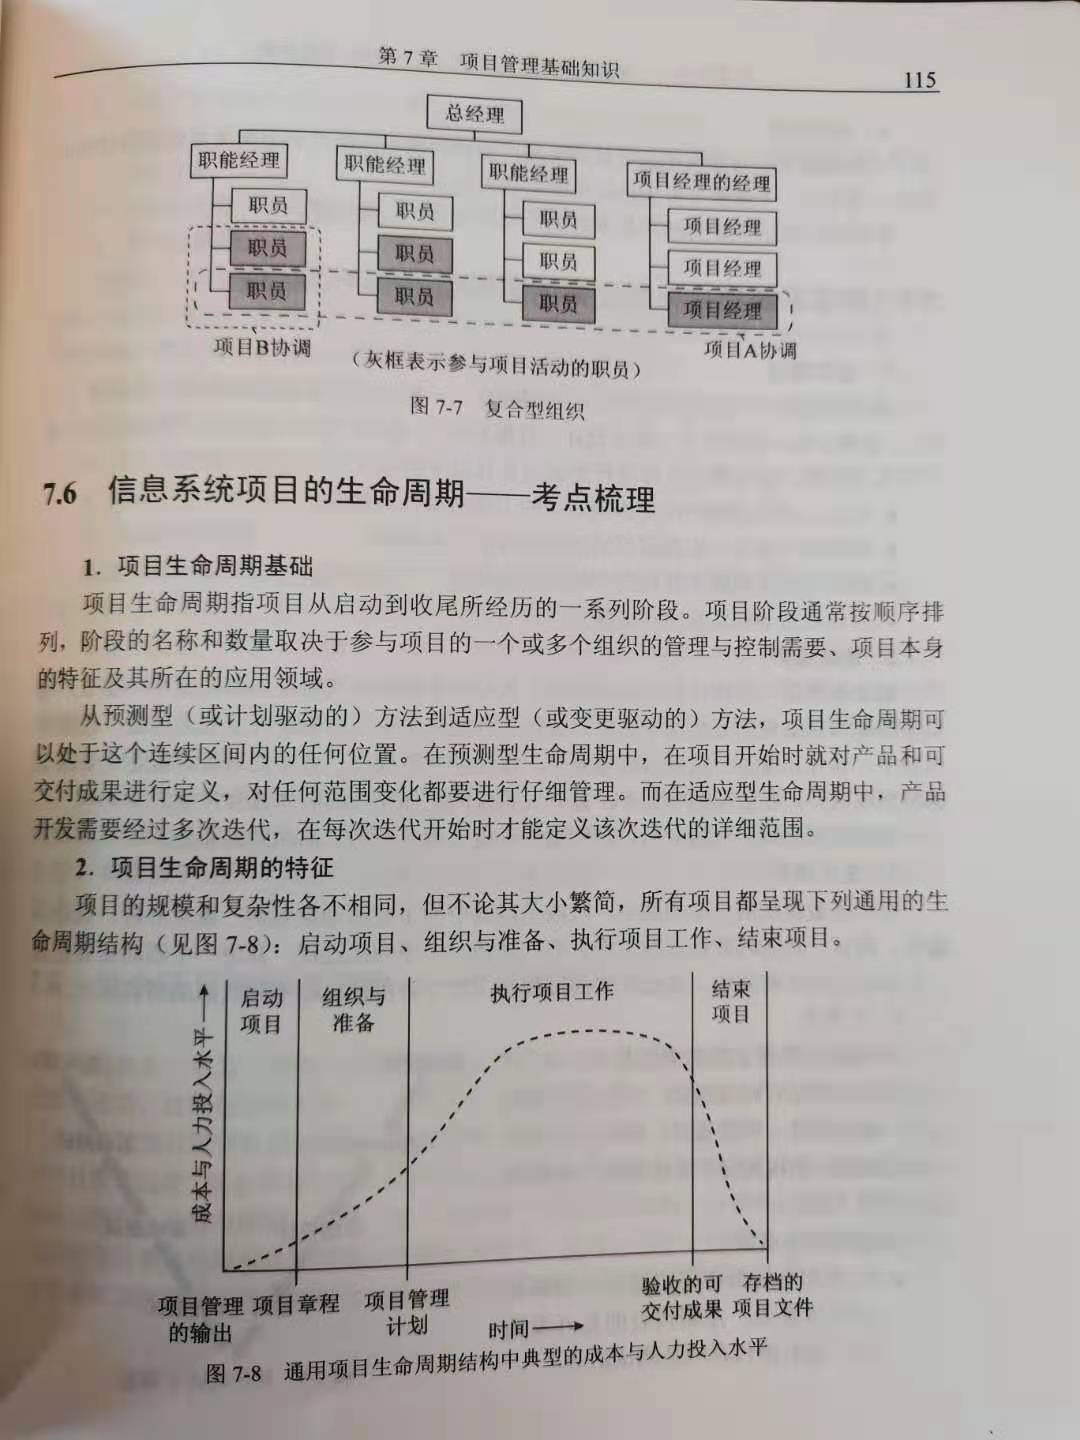 第 7 章 项目管理基础知识 115
总经理
职能经理 职能经理 职能经理 项目经理的经理
职员 职员 职员 项目经理
职员 职员 职员 项目经理
职员 职员 职员 项目经理
项目B协调 （灰框表示参与项目活动的职员） 项目A协调
图 7-7 复合型组织
7.6 信息系统项目的生命周期——考点梳理
1．项目生命周期基础
项目生命周期指项目从启动到收尾所经历的一系列阶段。项目阶段通常按顺序排
列，阶段的名称和数量取决于参与项目的一个或多个组织的管理与控制需要、项目本身
的特征及其所在的应用领域。
从预测型（或计划驱动的）方法到适应型（或变更驱动的）方法，项目生命周期可
以处于这个连续区间内的任何位置。在预测型生命周期中，在项目开始时就对产品和可
交付成果进行定义，对任何范围变化都要进行仔细管理。而在适应型生命周期中，产品
开发需要经过多次迭代，在每次迭代开始时才能定义该次迭代的详细范围。
2．项目生命周期的特征
项目的规模和复杂性各不相同，但不论其大小繁简，所有项目都呈现下列通用的生
命周期结构（见图 7-8）：启动项目、组织与准备、执行项目工作、结束项目。
启动
项目
组织与
准备
执行项目工作
结束
项目
成本与人力投入水平
项目管理
的输出
项目章程
项目管理
计划
时间
验收的可
交付成果
存档的
项目文件
图 7-8 通用项目生命周期结构中典型的成本与人力投入水平